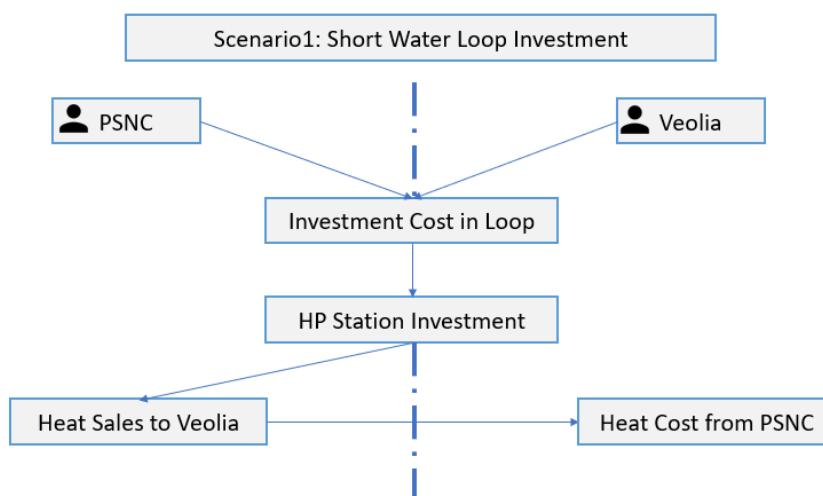 Scenario1: Short Water Loop Investment
PSNC
Veolia
Investment Cost in Loop
HP Station Investment
Heat Sales to Veolia
Heat Cost from PSNC